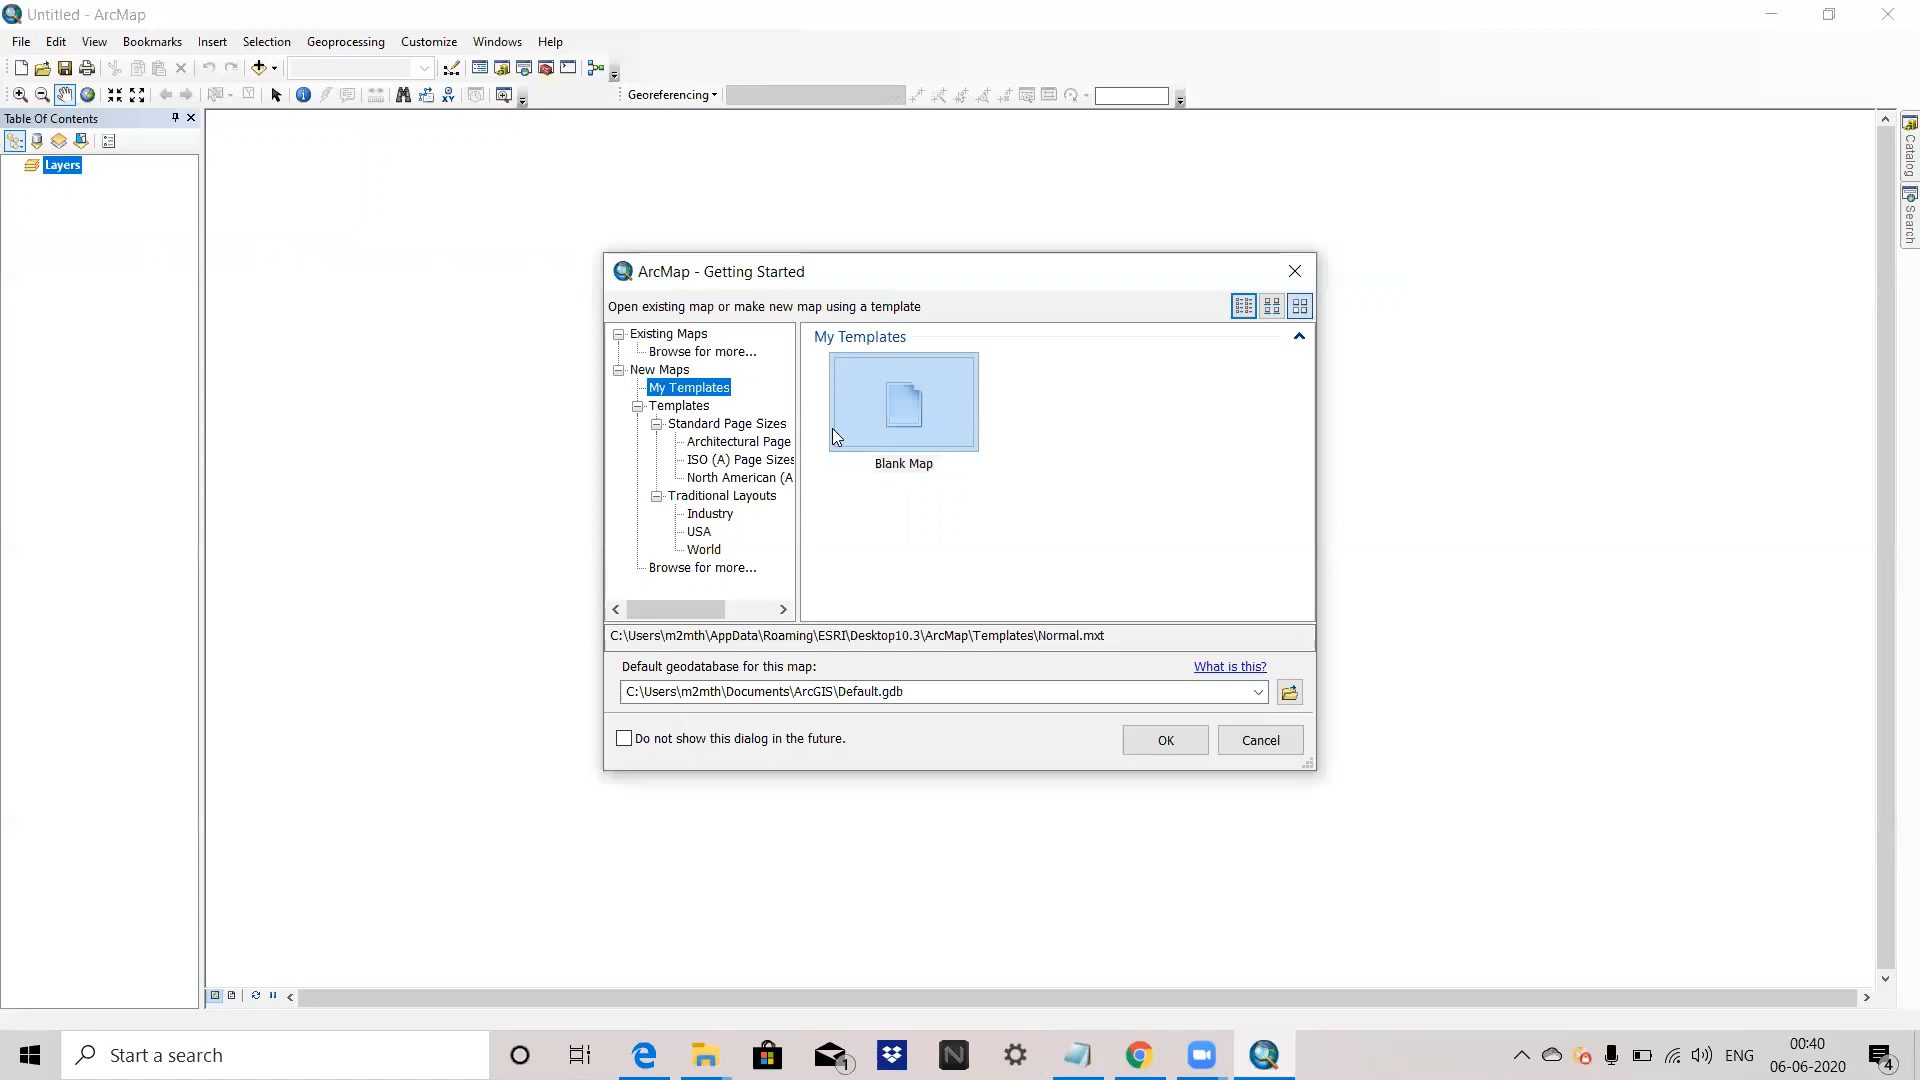 Untitled - ArcMap
File Edit View Bookmarks Insert Selection Geoprocessing Customize Windows Help
Georeferencing
Table Of Contents
Layers
Catalog
Search
ArcMap - Getting Started
Open existing map or make new map using a template
Existing Maps
Browse for more...
New Maps
My Templates
Templates
Standard Page Sizes
Architectural Page
ISO (A) Page Sizes
North American (A
Traditional Layouts
Industry
USA
World
Browse for more...
My Templates
Blank Map
C:\Users\m2mth\AppData\Roaming\ESRI\Desktop10.3\ArcMap\Templates\Normal.mxt
Default geodatabase for this map:
What is this?
C:\Users\m2mth\Documents\ArcGIS\Default.gdb
Do not show this dialog in the future.
OK
Cancel
Start a search
1
N
ENG
00:40
06-06-2020
4